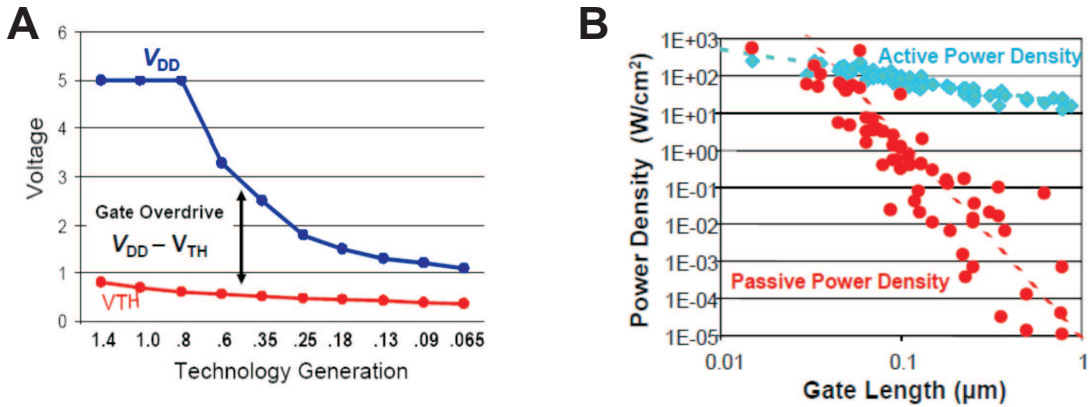 A
6
5
4
3
2
1
0
Voltage
VDD
Gate Overdrive
VDD – VTH
VTH
1.4 1.0 .8 .6 .35 .25 .18 .13 .09 .065
Technology Generation
B
1E+03
1E+02
1E+01
1E+00
1E-01
1E-02
1E-03
1E-04
1E-05
Power Density (W/cm²)
Active Power Density
Passive Power Density
0.01 0.1 1
Gate Length (μm)